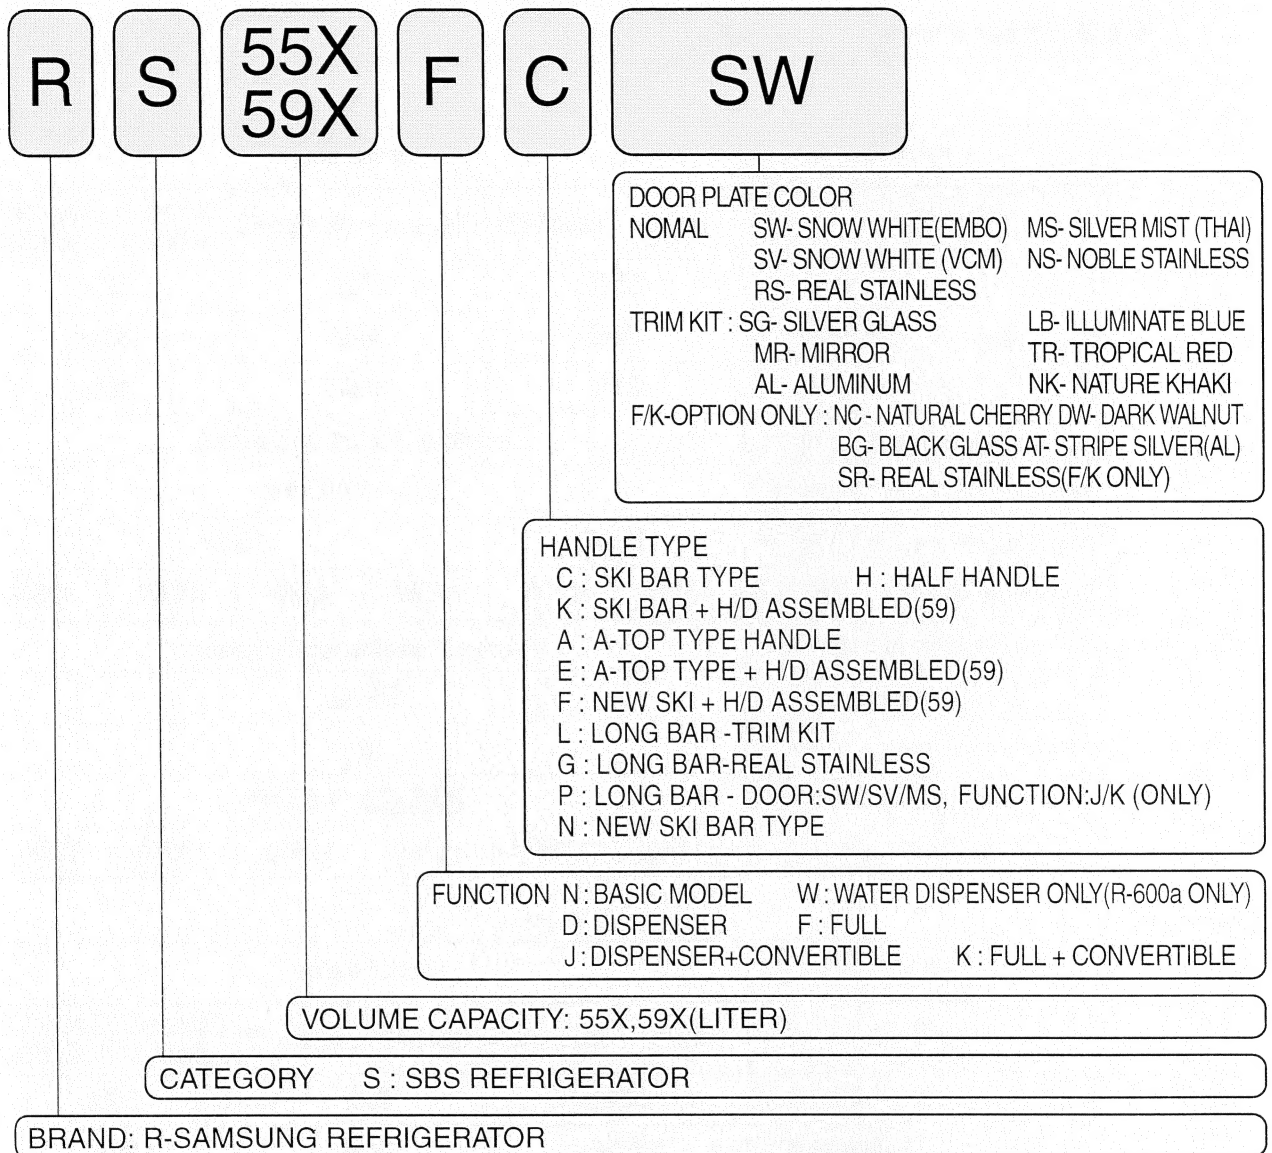 R S 55X F C SW
59X
DOOR PLATE COLOR
NOMAL SW- SNOW WHITE(EMBO) MS- SILVER MIST (THAI)
SV- SNOW WHITE (VCM) NS- NOBLE STAINLESS
RS- REAL STAINLESS
TRIM KIT : SG- SILVER GLASS LB- ILLUMINATE BLUE
MR- MIRROR TR- TROPICAL RED
AL- ALUMINUM NK- NATURE KHAKI
F/K-OPTION ONLY : NC - NATURAL CHERRY DW- DARK WALNUT
BG- BLACK GLASS AT- STRIPE SILVER(AL)
SR- REAL STAINLESS(F/K ONLY)
HANDLE TYPE
C : SKI BAR TYPE H : HALF HANDLE
K : SKI BAR + H/D ASSEMBLED(59)
A : A-TOP TYPE HANDLE
E : A-TOP TYPE + H/D ASSEMBLED(59)
F : NEW SKI + H/D ASSEMBLED(59)
L : LONG BAR -TRIM KIT
G : LONG BAR-REAL STAINLESS
P : LONG BAR - DOOR:SW/SV/MS, FUNCTION:J/K (ONLY)
N : NEW SKI BAR TYPE
FUNCTION N : BASIC MODEL W : WATER DISPENSER ONLY(R-600a ONLY)
D : DISPENSER F : FULL
J : DISPENSER+CONVERTIBLE K : FULL + CONVERTIBLE
VOLUME CAPACITY: 55X,59X(LITER)
CATEGORY S : SBS REFRIGERATOR
BRAND: R-SAMSUNG REFRIGERATOR